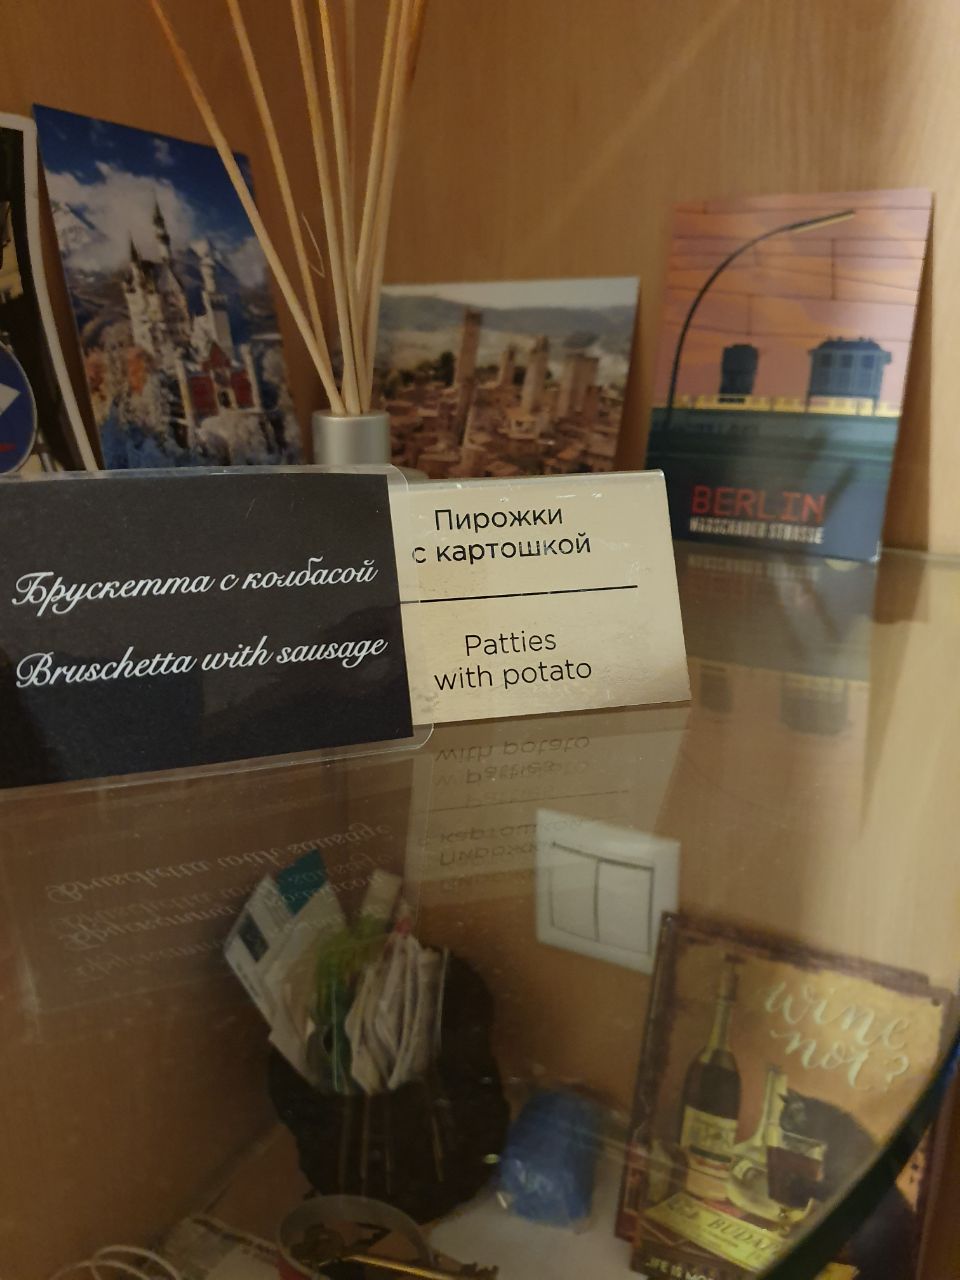 Брускетта с колбасой
Bruschetta with sausage
Пирожки
с картошкой
Patties
with potato
BERLIN
WARSCHAUER STRASSE
wine
not?